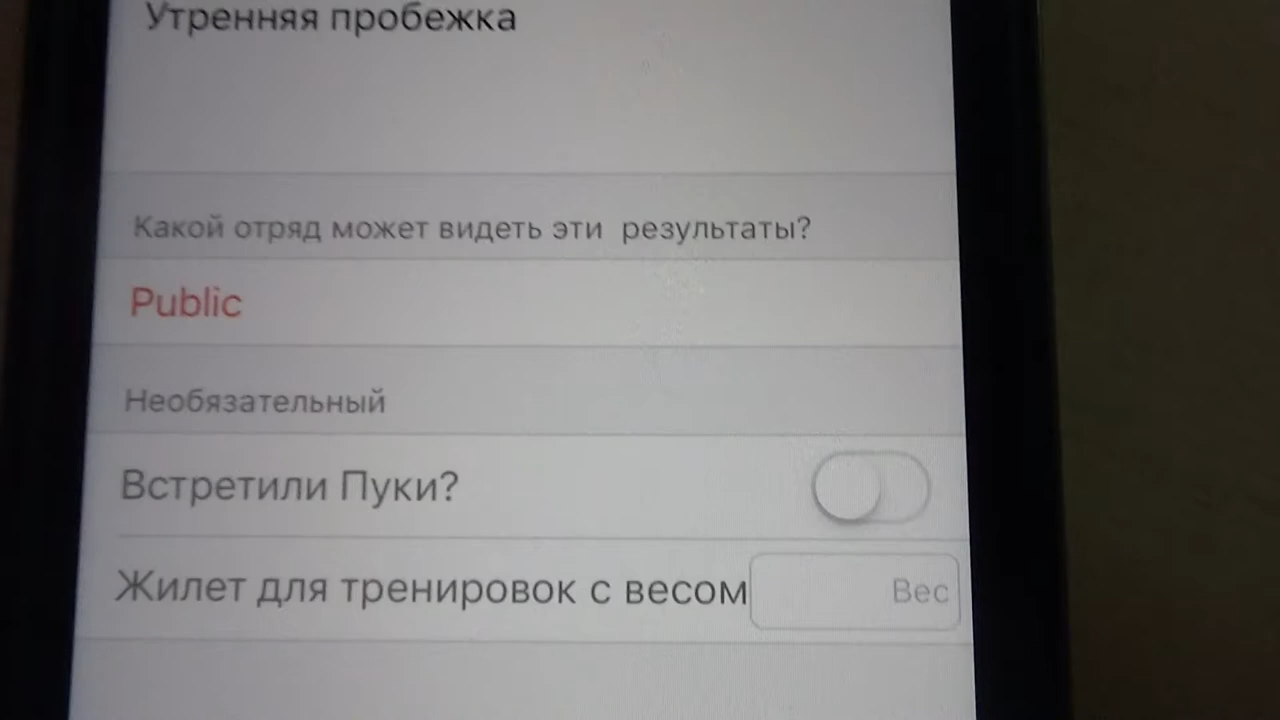 Утренняя пробежка
Какой отряд может видеть эти результаты?
Public
Необязательный
Встретили Пуки?
Жилет для тренировок с весом Вес